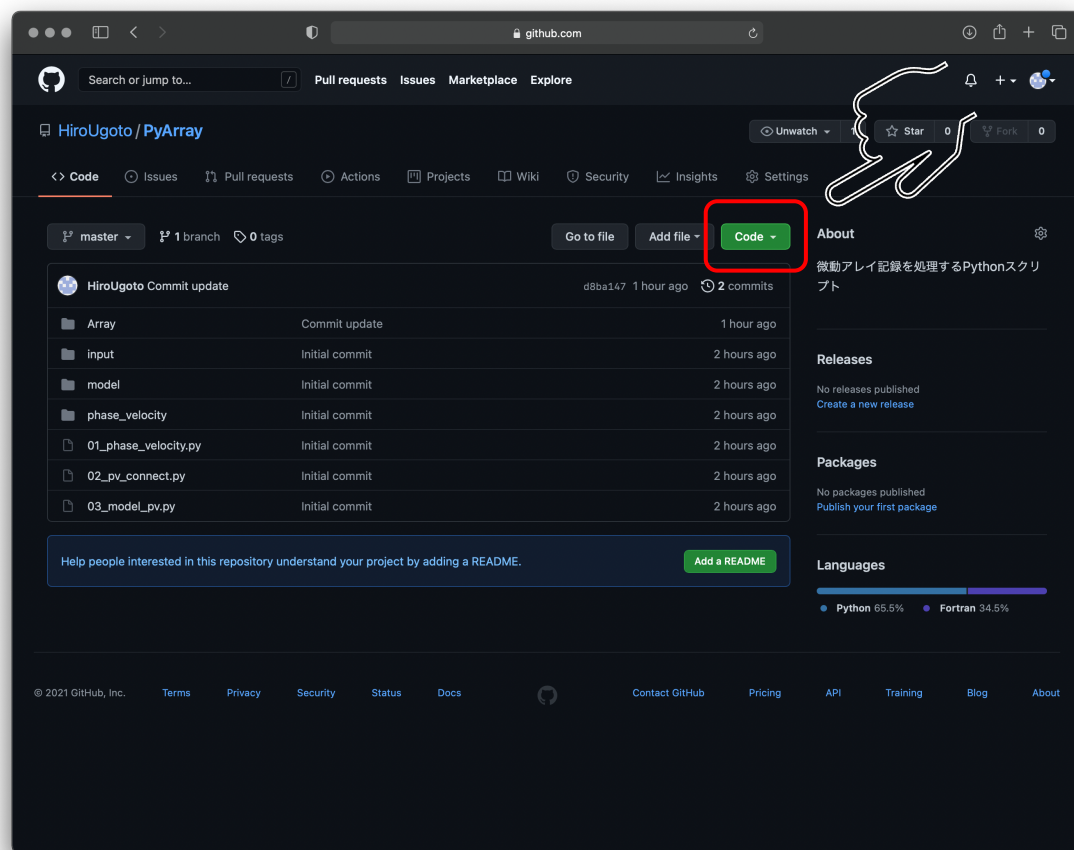 github.com
Search or jump to...
/
Pull requests
Issues
Marketplace
Explore
HiroUgoto / PyArray
Unwatch
Star
0
Fork
0
Code
Issues
Pull requests
Actions
Projects
Wiki
Security
Insights
Settings
master
1 branch
0 tags
Go to file
Add file
Code
HiroUgoto Commit update
d8ba147 1 hour ago
2 commits
Array Commit update 1 hour ago
input Initial commit 2 hours ago
model Initial commit 2 hours ago
phase_velocity Initial commit 2 hours ago
01_phase_velocity.py Initial commit 2 hours ago
02_pv_connect.py Initial commit 2 hours ago
03_model_pv.py Initial commit 2 hours ago
Help people interested in this repository understand your project by adding a README.
Add a README
About
微動アレイ記録を処理するPythonスクリ
プト
Releases
No releases published
Create a new release
Packages
No packages published
Publish your first package
Languages
Python 65.5%
Fortran 34.5%
© 2021 GitHub, Inc.
Terms
Privacy
Security
Status
Docs
Contact GitHub
Pricing
API
Training
Blog
About